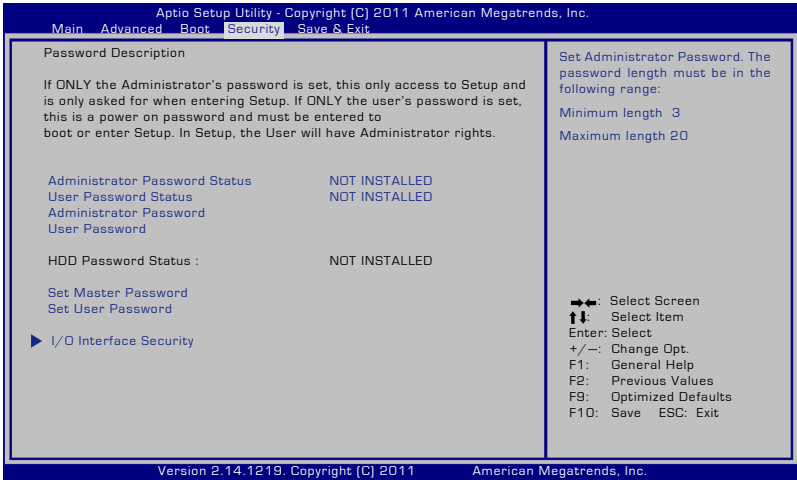 Aptio Setup Utility - Copyright (C) 2011 American Megatrends, Inc.
Main Advanced Boot Security Save & Exit
Password Description
If ONLY the Administrator's password is set, this only access to Setup and
is only asked for when entering Setup. If ONLY the user's password is set,
this is a power on password and must be entered to
boot or enter Setup. In Setup, the User will have Administrator rights.
Administrator Password Status NOT INSTALLED
User Password Status NOT INSTALLED
Administrator Password
User Password
HDD Password Status : NOT INSTALLED
Set Master Password
Set User Password
I/O Interface Security
Set Administrator Password. The
password length must be in the
following range:
Minimum length 3
Maximum length 20
→←: Select Screen
↑↓: Select Item
Enter: Select
+/—: Change Opt.
F1: General Help
F2: Previous Values
F9: Optimized Defaults
F10: Save ESC: Exit
Version 2.14.1219. Copyright (C) 2011 American Megatrends, Inc.